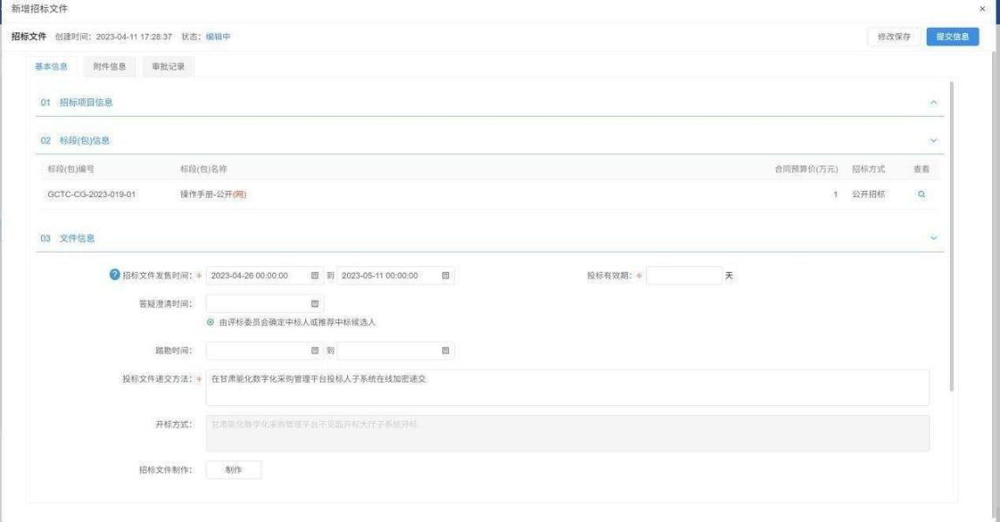 新增招标文件 ×
招标文件 创建时间：2023-04-11 17:28:37 状态：编辑中 修改保存 提交信息
基本信息 附件信息 审批记录
01 招标项目信息
02 标段(包)信息
标段(包)编号 标段(包)名称 合同预算价(万元) 招标方式 查看
GCTC-CG-2023-019-01 操作手册-公开(网) 1 公开招标
03 文件信息
? 招标文件发售时间：* 2023-04-26 00:00:00 到 2023-05-11 00:00:00 投标有效期：* 天
答疑澄清时间：
由评标委员会确定中标人或推荐中标候选人
踏勘时间： 到
投标文件递交方法：* 在甘肃能化数字化采购管理平台投标人子系统在线加密递交
开标方式： 甘肃能化数字化采购管理平台不见面开标大厅子系统开标
招标文件制作： 制作